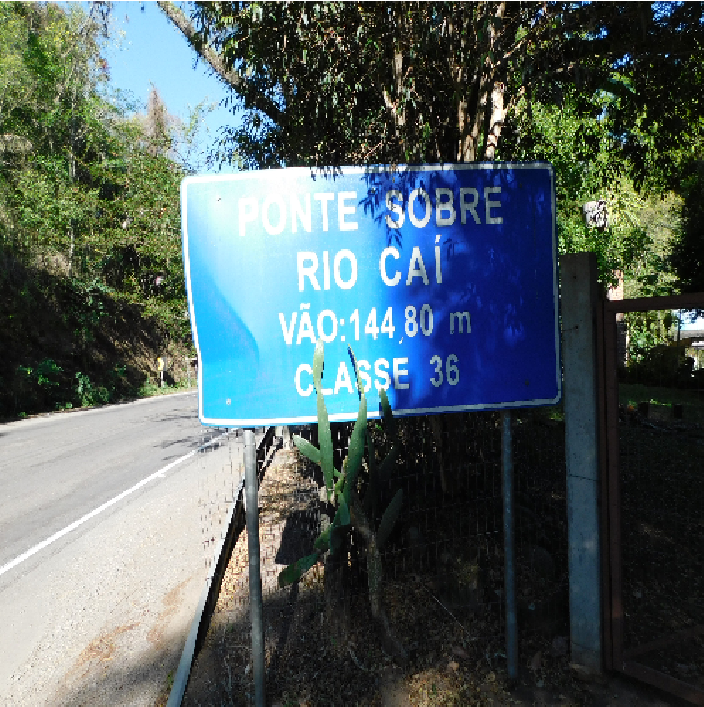 PONTE SOBRE
RIO CAÍ
VÃO:144,80 m
CLASSE 36